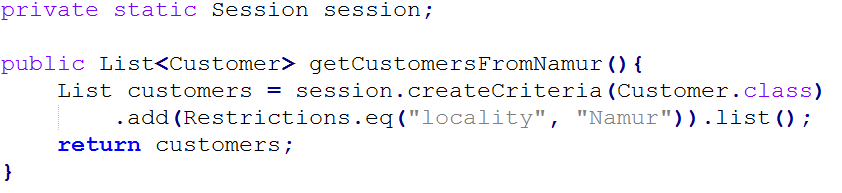 private static Session session;
public List<Customer> getCustomersFromNamur(){
List customers = session.createCriteria(Customer.class)
.add(Restrictions.eq("locality", "Namur")).list();
return customers;
}